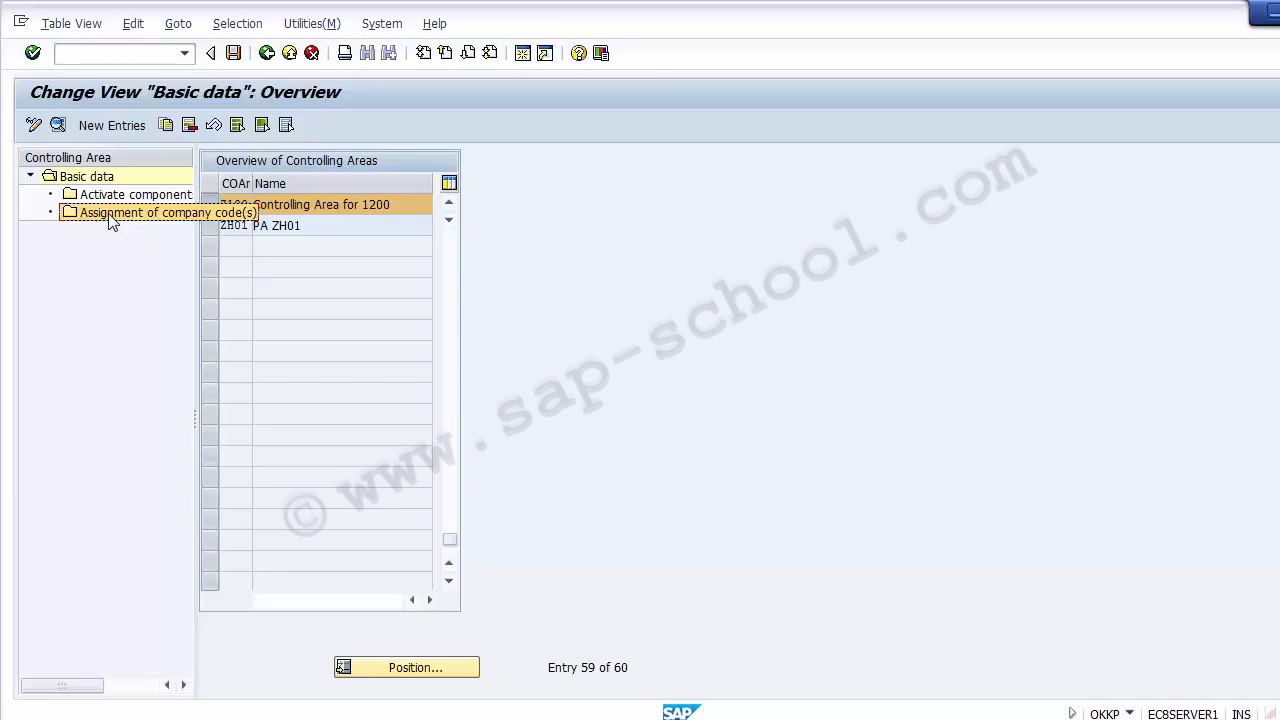 Table View Edit Goto Selection Utilities(M) System Help
Change View "Basic data": Overview
New Entries
Controlling Area
Basic data
Activate component
Assignment of company code(s)
Overview of Controlling Areas
COAr Name
Controlling Area for 1200
ZH01 PA ZH01
© www.sap-school.com
Position...
Entry 59 of 60
SAP
OKKP EC8SERVER1 INS